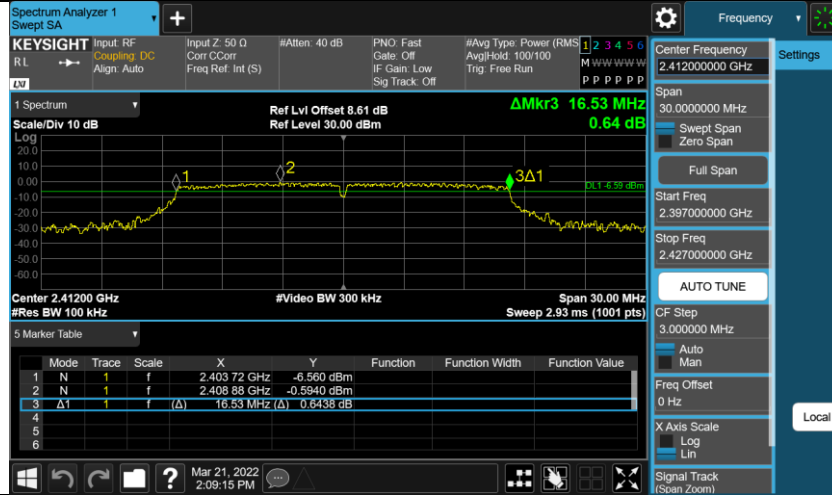 Spectrum Analyzer 1
Swept SA
+
Frequency
KEYSIGHT
RL
LXI
Input: RF
Coupling: DC
Align: Auto
Input Z: 50 Ω
Corr CCorr
Freq Ref: Int (S)
#Atten: 40 dB
PNO: Fast
Gate: Off
IF Gain: Low
Sig Track: Off
#Avg Type: Power (RMS
Avg|Hold: 100/100
Trig: Free Run
1 2 3 4 5 6
M W W W W W
P P P P P P
1 Spectrum
Scale/Div 10 dB
Log
Ref Lvl Offset 8.61 dB
Ref Level 30.00 dBm
ΔMkr3 16.53 MHz
0.64 dB
20.0
10.0
0.00
-10.0
-20.0
-30.0
-40.0
-50.0
-60.0
1
2
3Δ1
DL1 -6.59 dBm
Center 2.41200 GHz
#Res BW 100 kHz
#Video BW 300 kHz
Span 30.00 MHz
Sweep 2.93 ms (1001 pts)
5 Marker Table
Mode Trace Scale X Y Function Function Width Function Value
1 N 1 f 2.403 72 GHz -6.560 dBm
2 N 1 f 2.408 88 GHz -0.5940 dBm
3 Δ1 1 f (Δ) 16.53 MHz (Δ) 0.6438 dB
4
5
6
?
Mar 21, 2022
2:09:15 PM
Center Frequency
2.412000000 GHz
Span
30.0000000 MHz
Swept Span
Zero Span
Full Span
Start Freq
2.397000000 GHz
Stop Freq
2.427000000 GHz
AUTO TUNE
CF Step
3.000000 MHz
Auto
Man
Freq Offset
0 Hz
X Axis Scale
Log
Lin
Signal Track
(Span Zoom)
Settings
Local